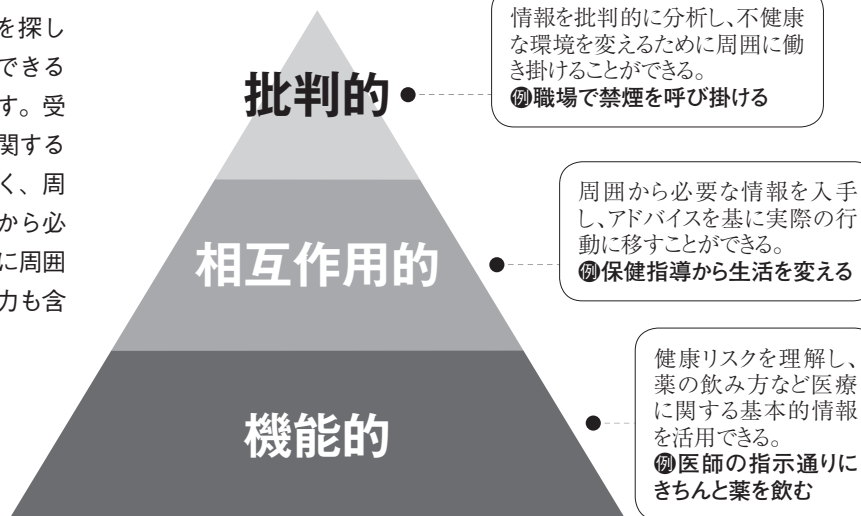 を探し
できる
す。受
関する
く、周
から必
に周囲
力も含
批判的
情報を批判的に分析し、不健康
な環境を変えるために周囲に働
き掛けることができる。
例職場で禁煙を呼び掛ける
相互作用的
周囲から必要な情報を入手
し、アドバイスを基に実際の行
動に移すことができる。
例保健指導から生活を変える
機能的
健康リスクを理解し、
薬の飲み方など医療
に関する基本的情報
を活用できる。
例医師の指示通りに
きちんと薬を飲む